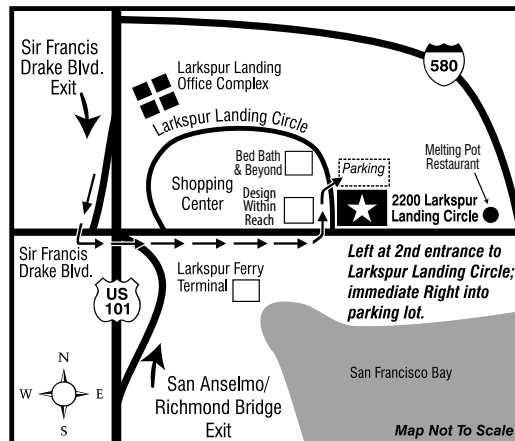 Sir Francis
Drake Blvd.
Exit
Larkspur Landing
Office Complex
580
Larkspur Landing Circle
Bed Bath
& Beyond
Parking
Melting Pot
Restaurant
Shopping
Center
Design
Within
Reach
2200 Larkspur
Landing Circle
Sir Francis
Drake Blvd.
Larkspur Ferry
Terminal
Left at 2nd entrance to
Larkspur Landing Circle;
immediate Right into
parking lot.
US
101
N
W
E
S
San Anselmo/
Richmond Bridge
Exit
San Francisco Bay
Map Not To Scale